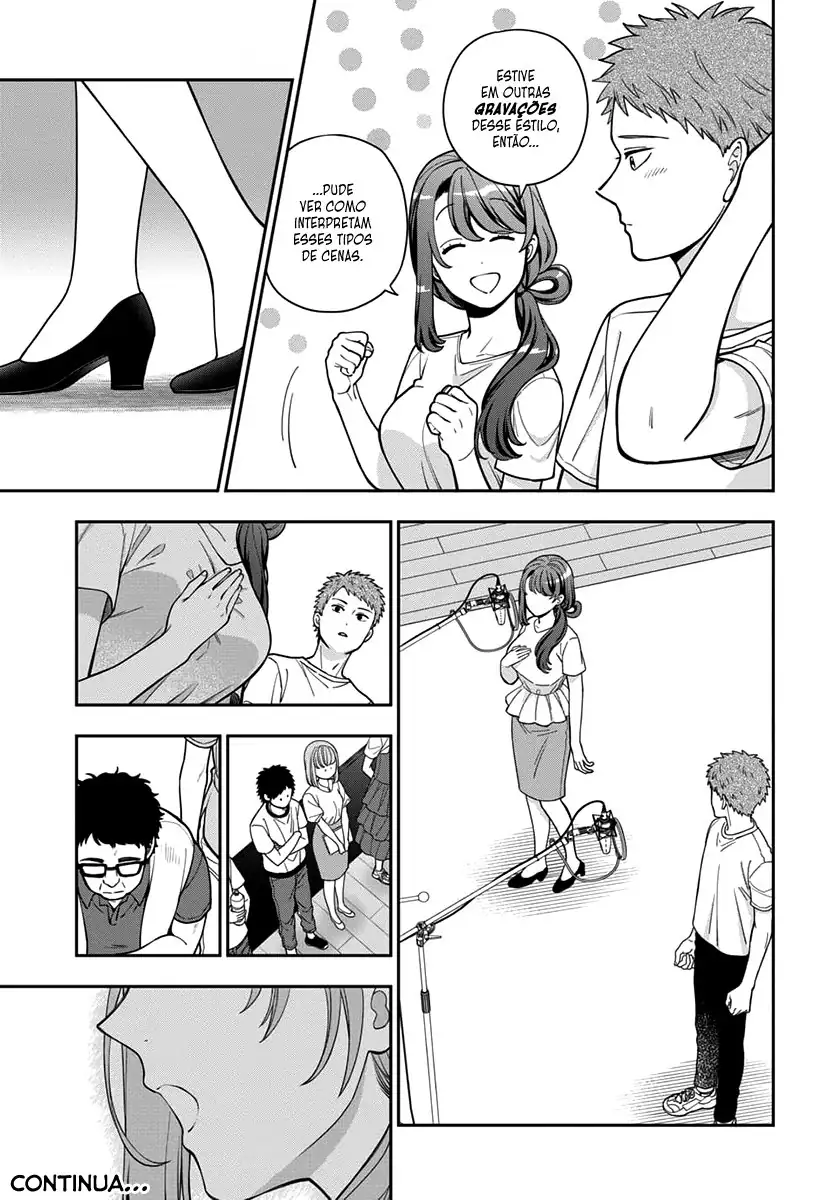 ESTIVE
EM OUTRAS
GRAVAÇÕES
DESSE ESTILO,
ENTÃO...
...PUDE
VER COMO
INTERPRETAM
ESSES TIPOS
DE CENAS.
CONTINUA...